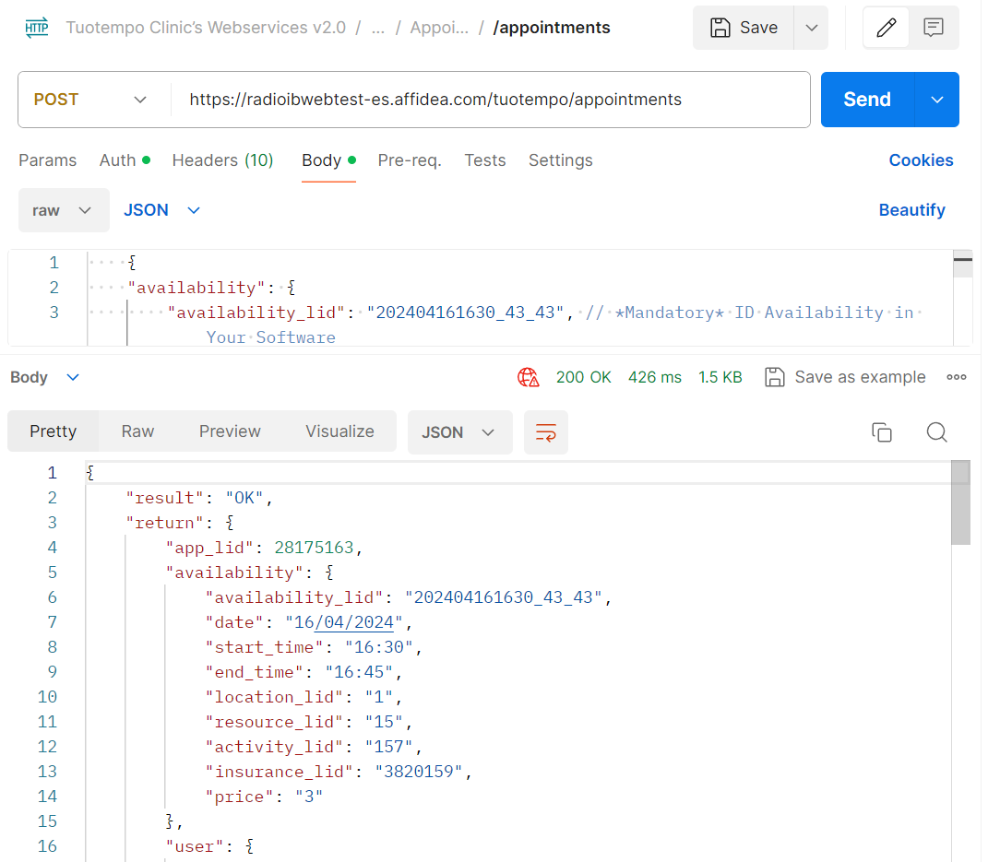 HTTP Tuotempo Clinic's Webservices v2.0 / ... / Appoi... / /appointments Save
POST https://radioibwebtest-es.affidea.com/tuotempo/appointments Send
Params Auth Headers (10) Body Pre-req. Tests Settings Cookies
raw JSON Beautify
1 {
2 "availability": {
3 "availability_lid": "202404161630_43_43", // *Mandatory* ID Availability in
Your Software
Body 200 OK 426 ms 1.5 KB Save as example
Pretty Raw Preview Visualize JSON
1 {
2 "result": "OK",
3 "return": {
4 "app_lid": 28175163,
5 "availability": {
6 "availability_lid": "202404161630_43_43",
7 "date": "16/04/2024",
8 "start_time": "16:30",
9 "end_time": "16:45",
10 "location_lid": "1",
11 "resource_lid": "15",
12 "activity_lid": "157",
13 "insurance_lid": "3820159",
14 "price": "3"
15 },
16 "user": {